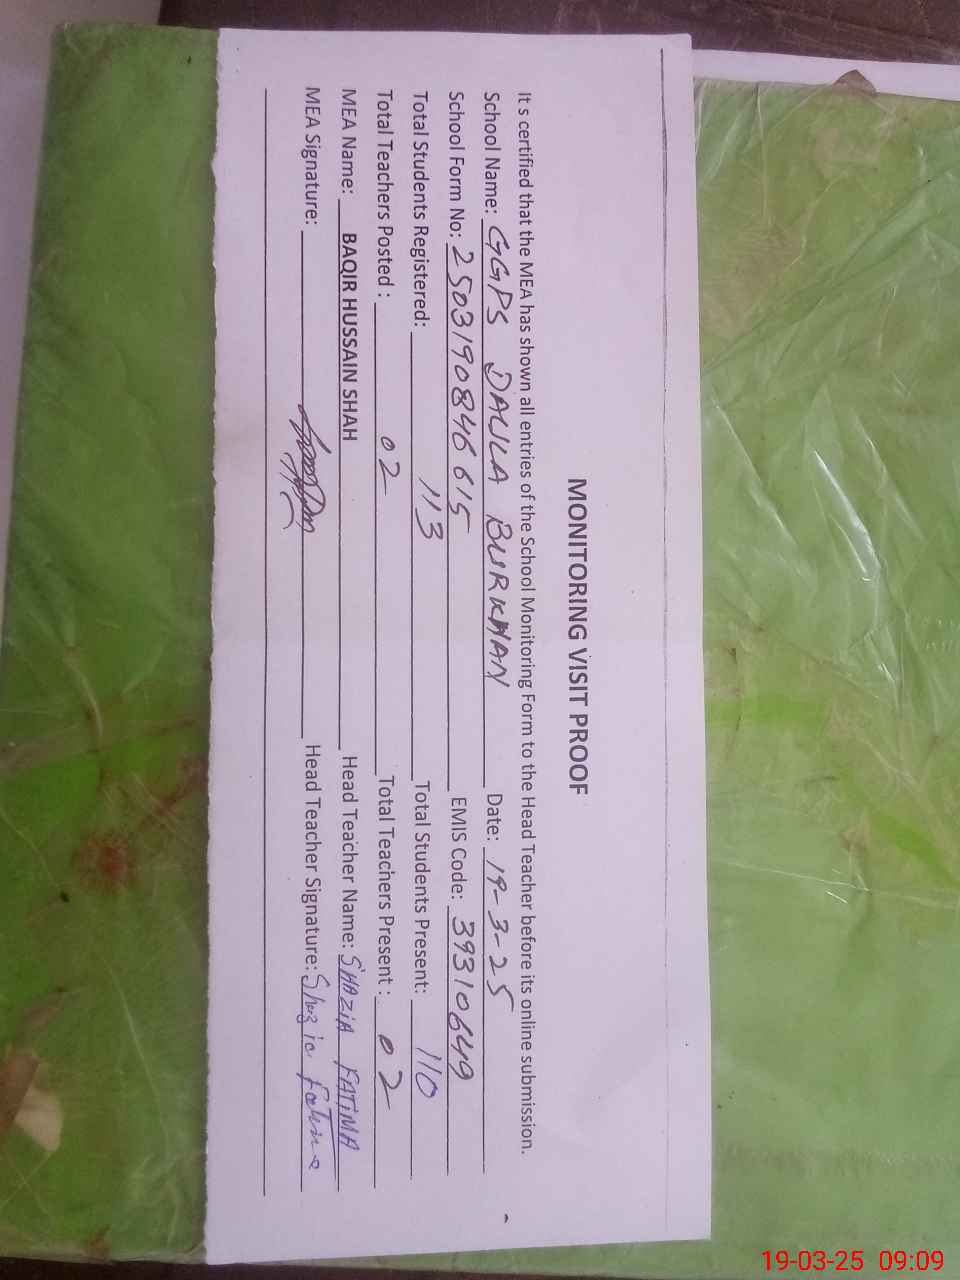 MONITORING VISIT PROOF
It s certified that the MEA has shown all entries of the School Monitoring Form to the Head Teacher before its online submission.
School Name: GGPS DAULA BURKHAN Date: 19-3-25
School Form No: 250319084 6 615 EMIS Code: 39310649
Total Students Registered: 113 Total Students Present: 110
Total Teachers Posted : 02 Total Teachers Present : 02
MEA Name: BAQIR HUSSAIN SHAH Head Teacher Name: SHAZIA FATIMA
MEA Signature: Head Teacher Signature: Shazia Fatima
19-03-25 09:09